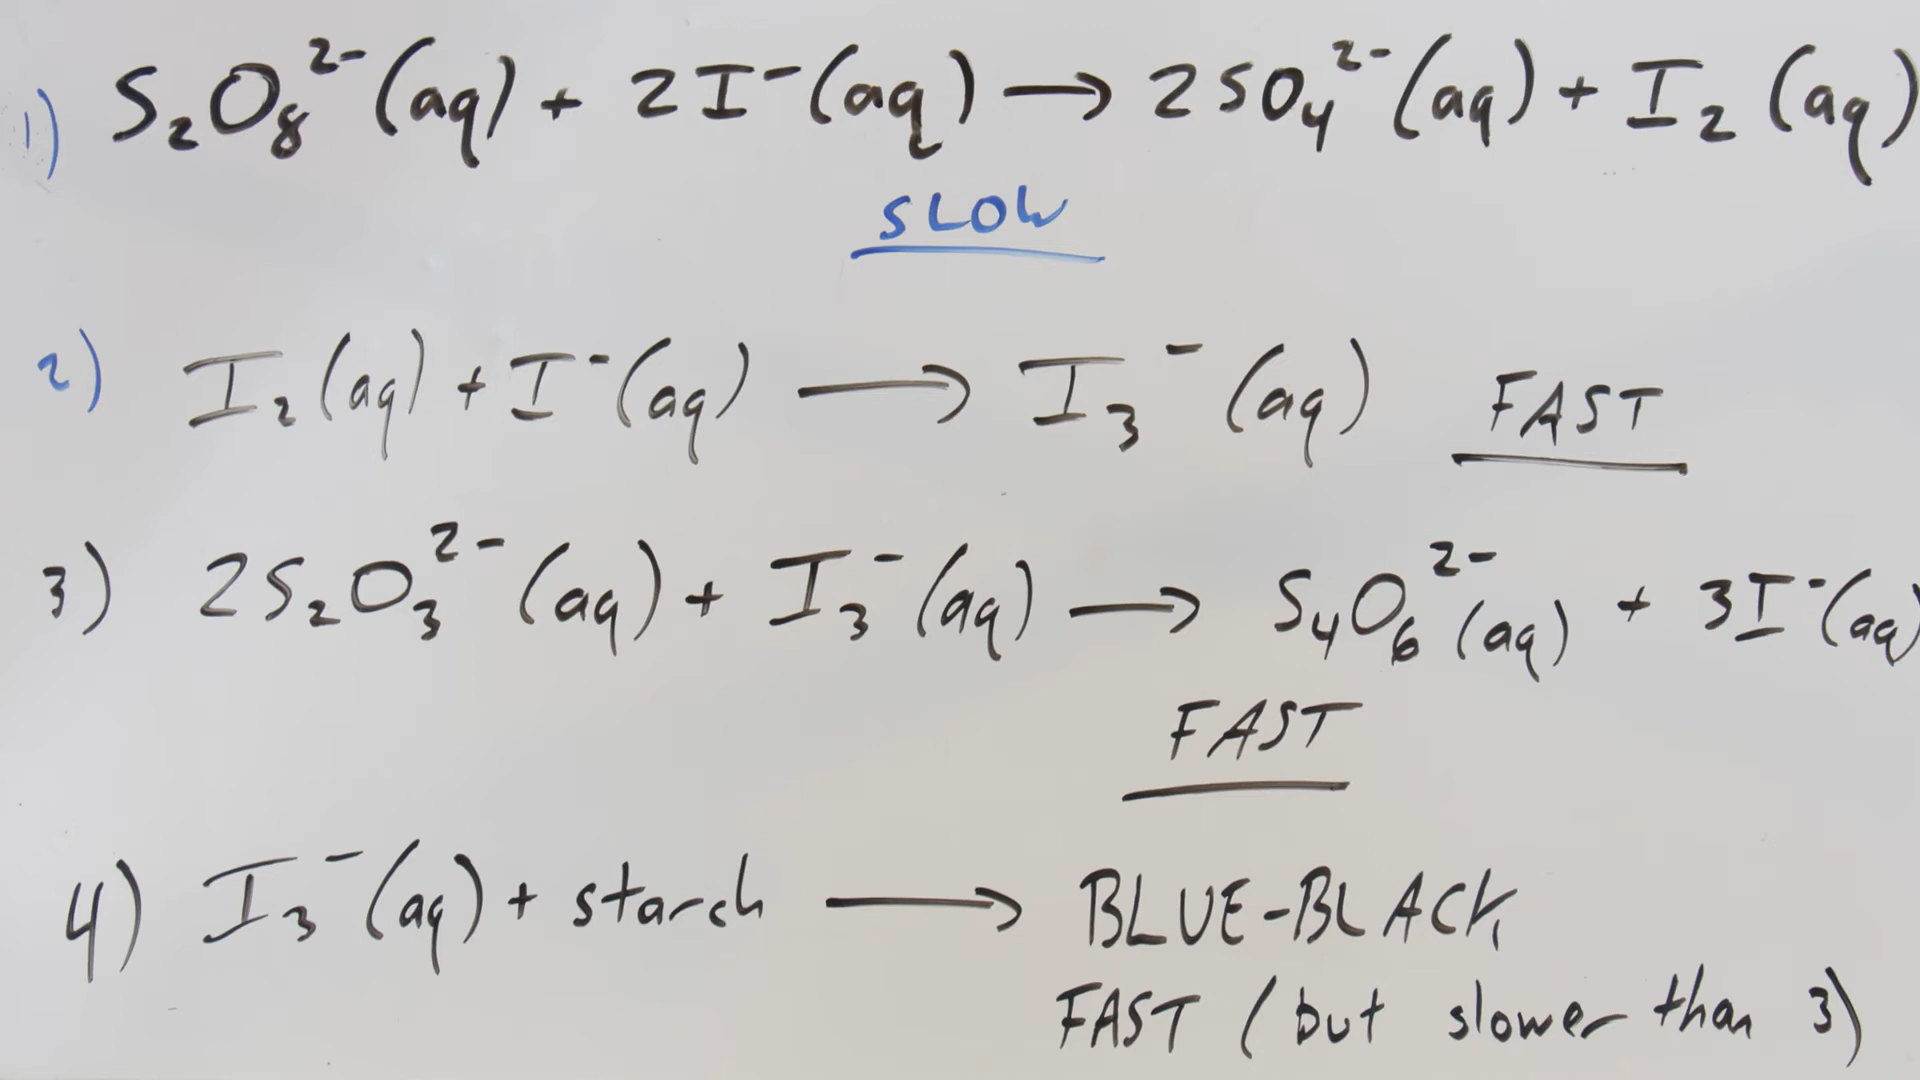 1) S₂O₈²⁻(aq) + 2I⁻(aq) → 2SO₄²⁻(aq) + I₂(aq)
SLOW
2) I₂(aq) + I⁻(aq) → I₃⁻(aq) FAST
3) 2S₂O₃²⁻(aq) + I₃⁻(aq) → S₄O₆²⁻(aq) + 3I⁻(aq)
FAST
4) I₃⁻(aq) + starch → BLUE-BLACK
FAST (but slower than 3)